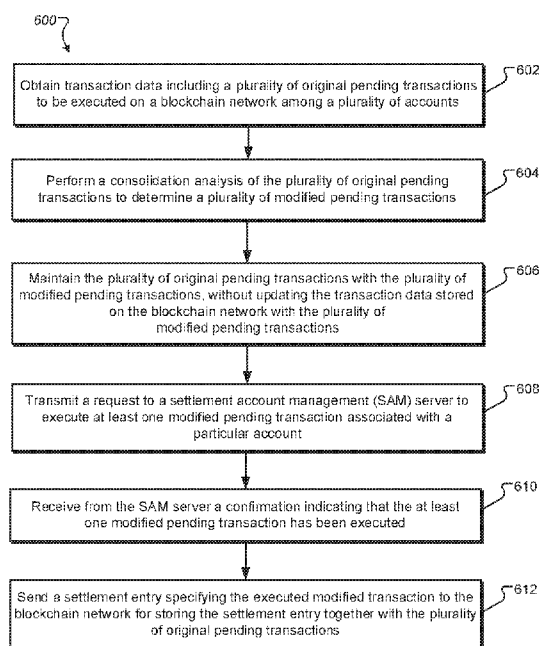 600
Obtain transaction data including a plurality of original pending transactions
to be executed on a blockchain network among a plurality of accounts
602
Perform a consolidation analysis of the plurality of original pending
transactions to determine a plurality of modified pending transactions
604
Maintain the plurality of original pending transactions with the plurality of
modified pending transactions, without updating the transaction data stored
on the blockchain network with the plurality of
modified pending transactions
606
Transmit a request to a settlement account management (SAM) server to
execute at least one modified pending transaction associated with a
particular account
608
Receive from the SAM server a confirmation indicating that the at least
one modified pending transaction has been executed
610
Send a settlement entry specifying the executed modified transaction to the
blockchain network for storing the settlement entry together with the plurality
of original pending transactions
612